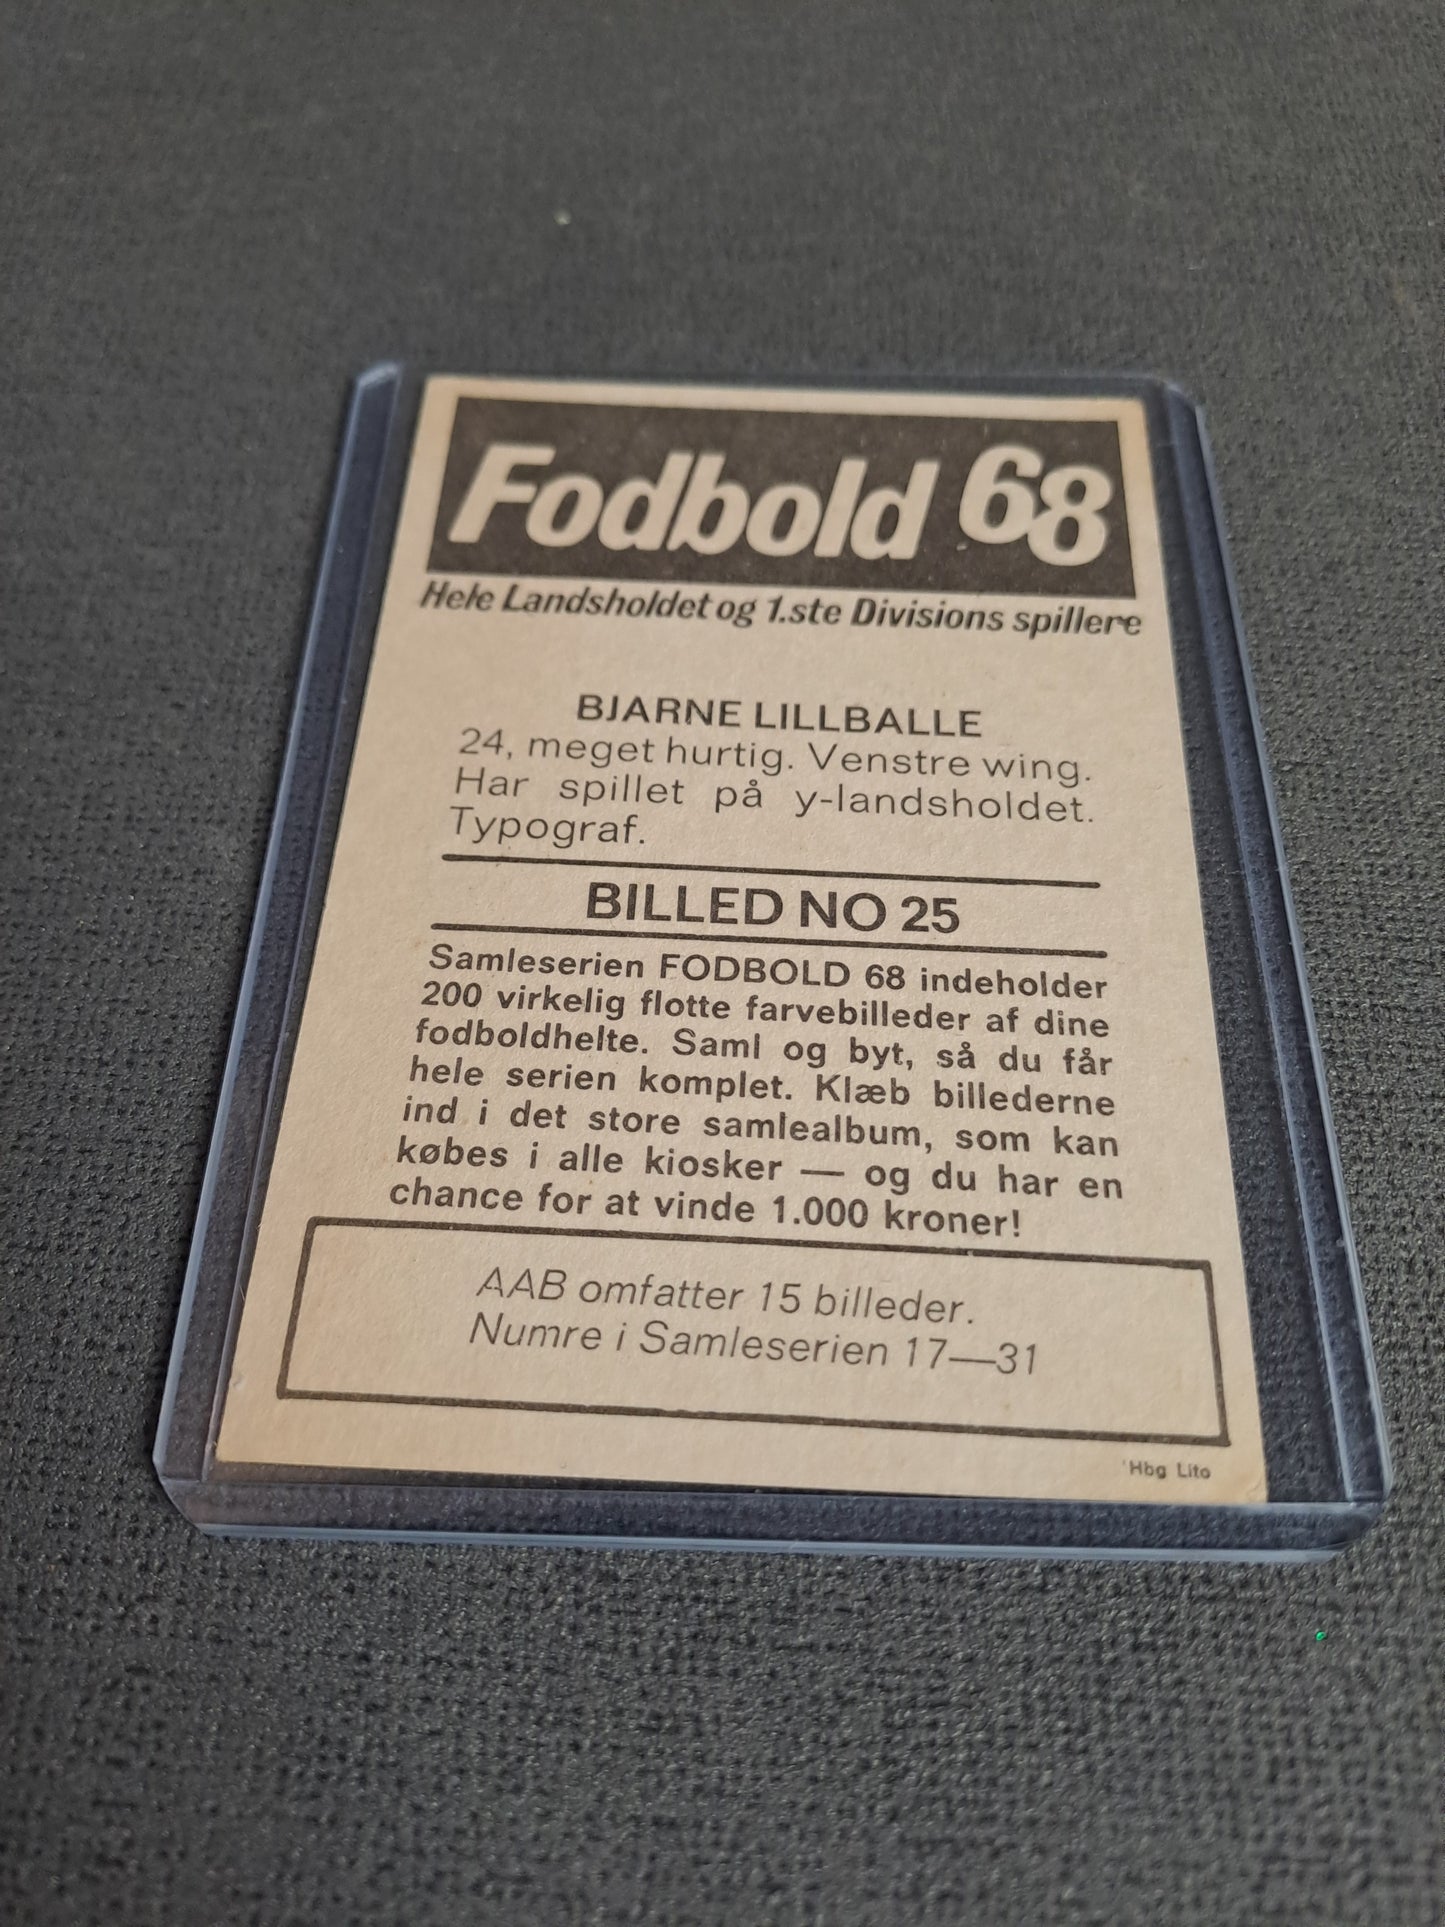 Fodbold 68
Hele Landsholdet og 1.ste Divisions spillere
BJARNE LILLBALLE
24, meget hurtig. Venstre wing.
Har spillet på y-landsholdet.
Typograf.
BILLED NO 25
Samleserien FODBOLD 68 indeholder
200 virkelig flotte farvebilleder af dine
fodboldhelte. Saml og byt, så du får
hele serien komplet. Klæb billederne
ind i det store samlealbum, som kan
købes i alle kiosker — og du har en
chance for at vinde 1.000 kroner!
AAB omfatter 15 billeder.
Numre i Samleserien 17—31
Hbg Lito